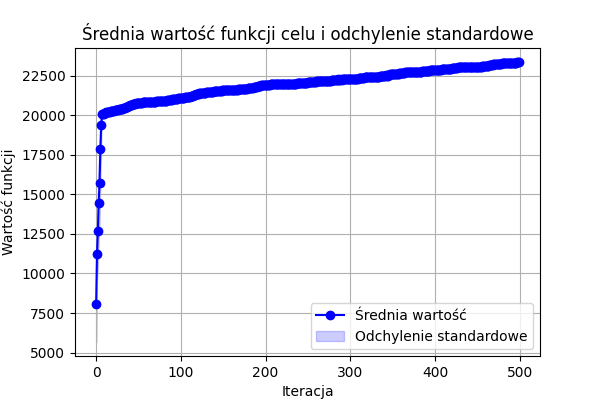 Średnia wartość funkcji celu i odchylenie standardowe
Wartość funkcji
22500
20000
17500
15000
12500
10000
7500
5000
Średnia wartość
Odchylenie standardowe
0 100 200 300 400 500
Iteracja